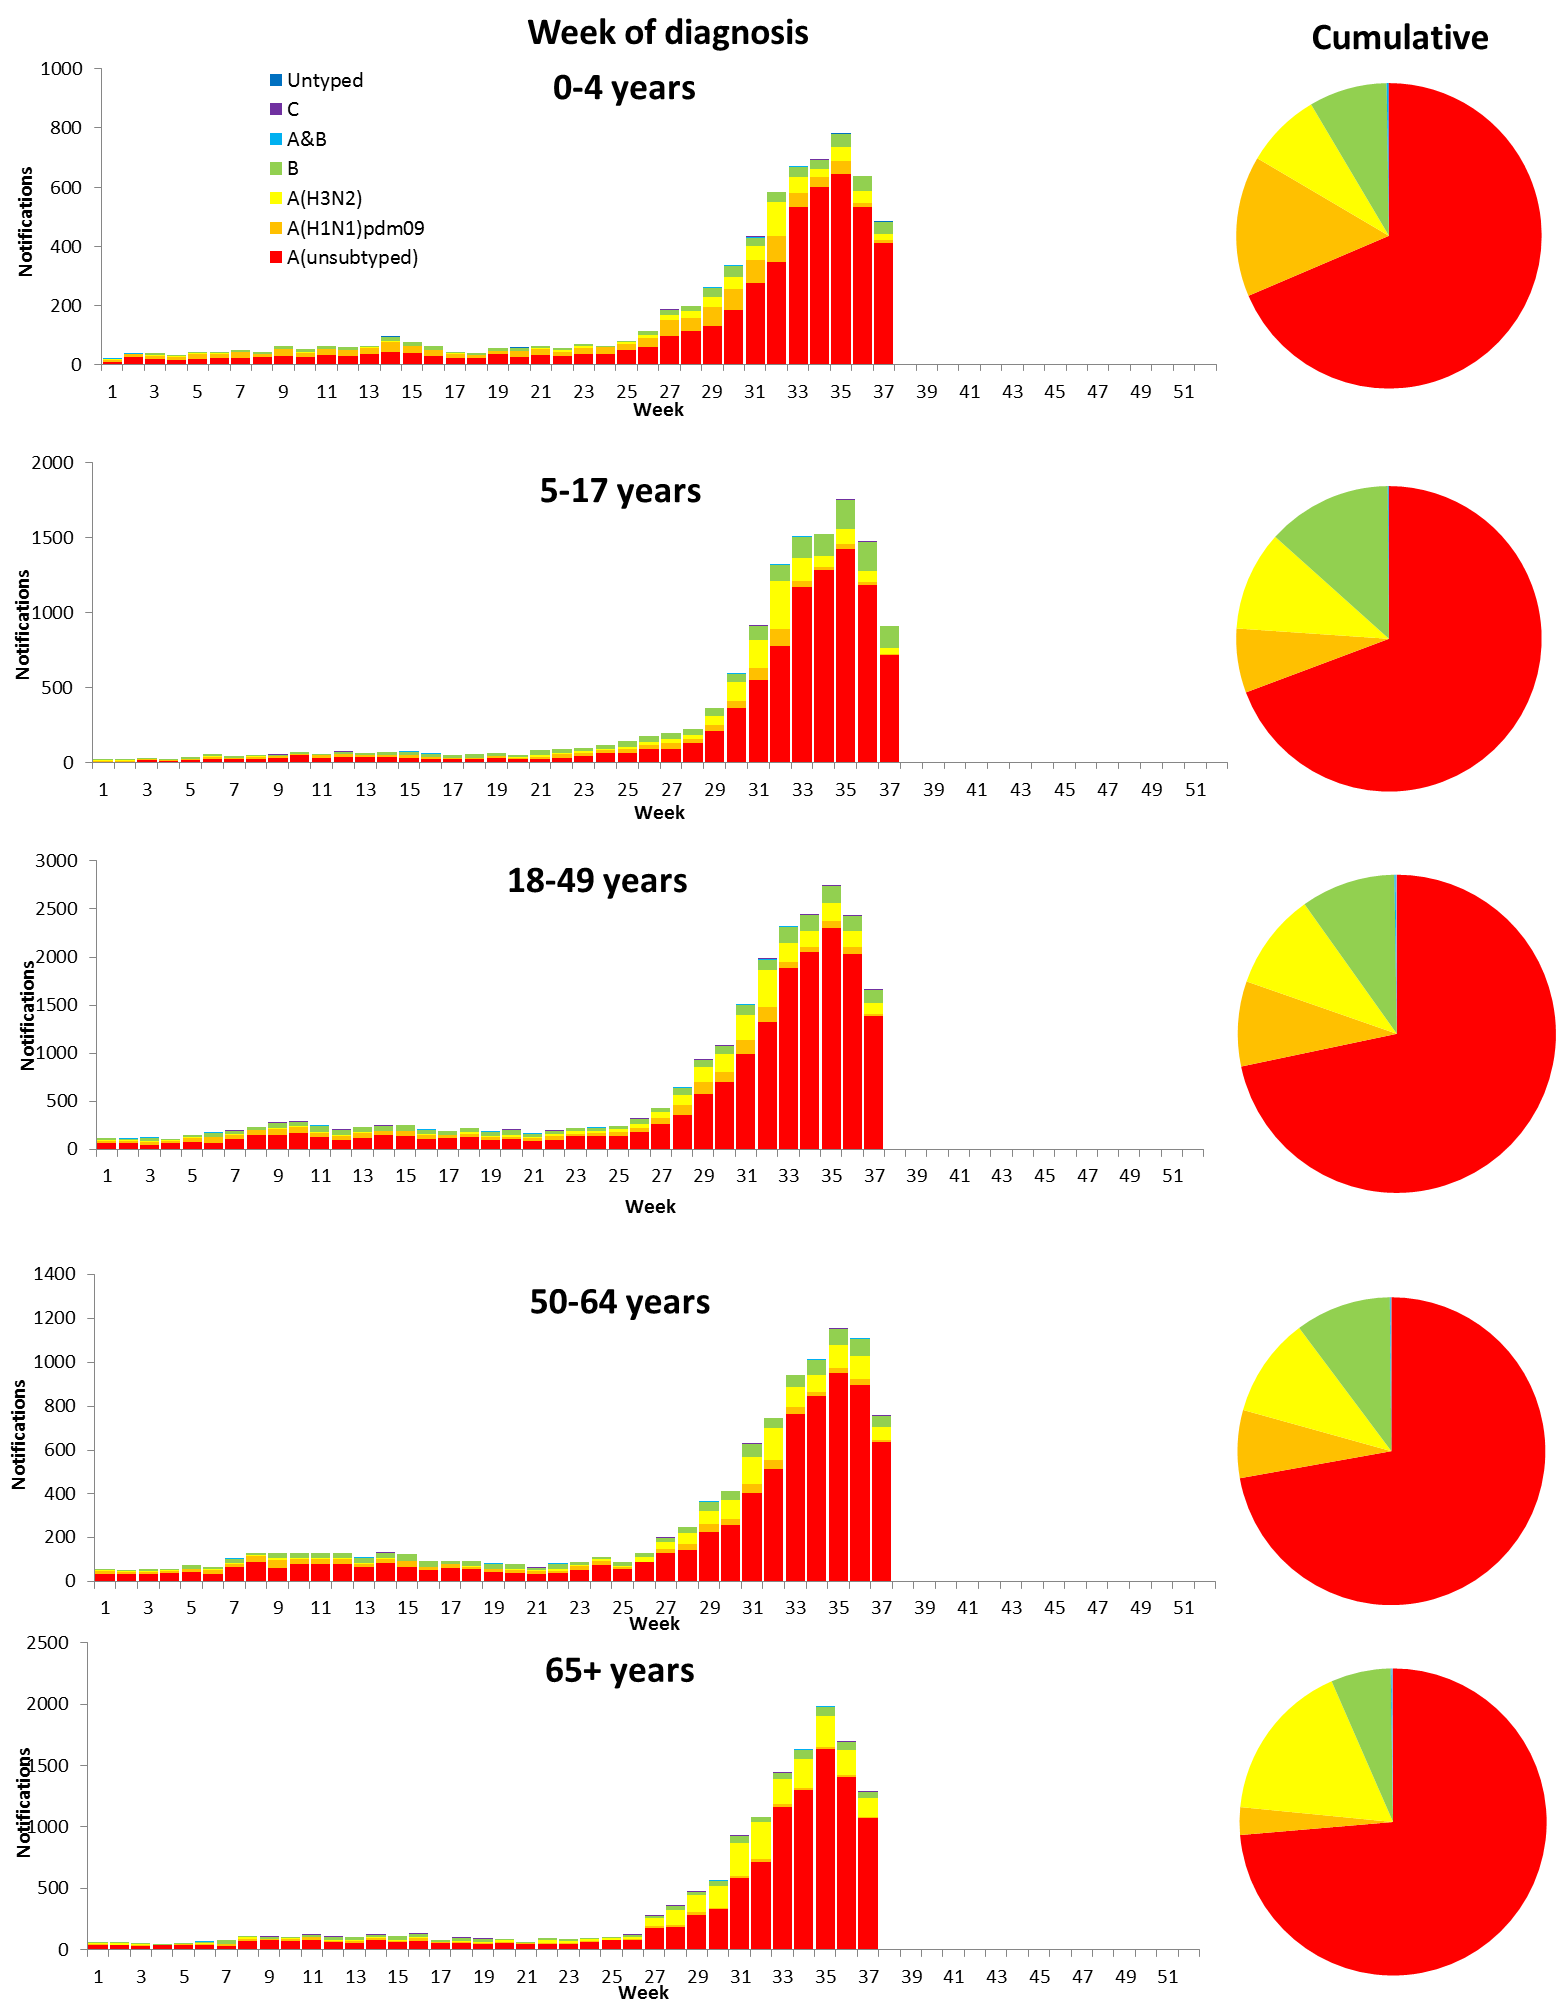 Week of diagnosis
Cumulative
0-4 years
Untyped
C
A&B
B
A(H3N2)
A(H1N1)pdm09
A(unsubtyped)
Notifications
1000
800
600
400
200
0
1 3 5 7 9 11 13 15 17 19 21 23 25 27 29 31 33 35 37 39 41 43 45 47 49 51
Week
5-17 years
Notifications
2000
1500
1000
500
0
1 3 5 7 9 11 13 15 17 19 21 23 25 27 29 31 33 35 37 39 41 43 45 47 49 51
Week
18-49 years
Notifications
3000
2500
2000
1500
1000
500
0
1 3 5 7 9 11 13 15 17 19 21 23 25 27 29 31 33 35 37 39 41 43 45 47 49 51
Week
50-64 years
Notifications
1400
1200
1000
800
600
400
200
0
1 3 5 7 9 11 13 15 17 19 21 23 25 27 29 31 33 35 37 39 41 43 45 47 49 51
Week
65+ years
Notifications
2500
2000
1500
1000
500
0
1 3 5 7 9 11 13 15 17 19 21 23 25 27 29 31 33 35 37 39 41 43 45 47 49 51
Week